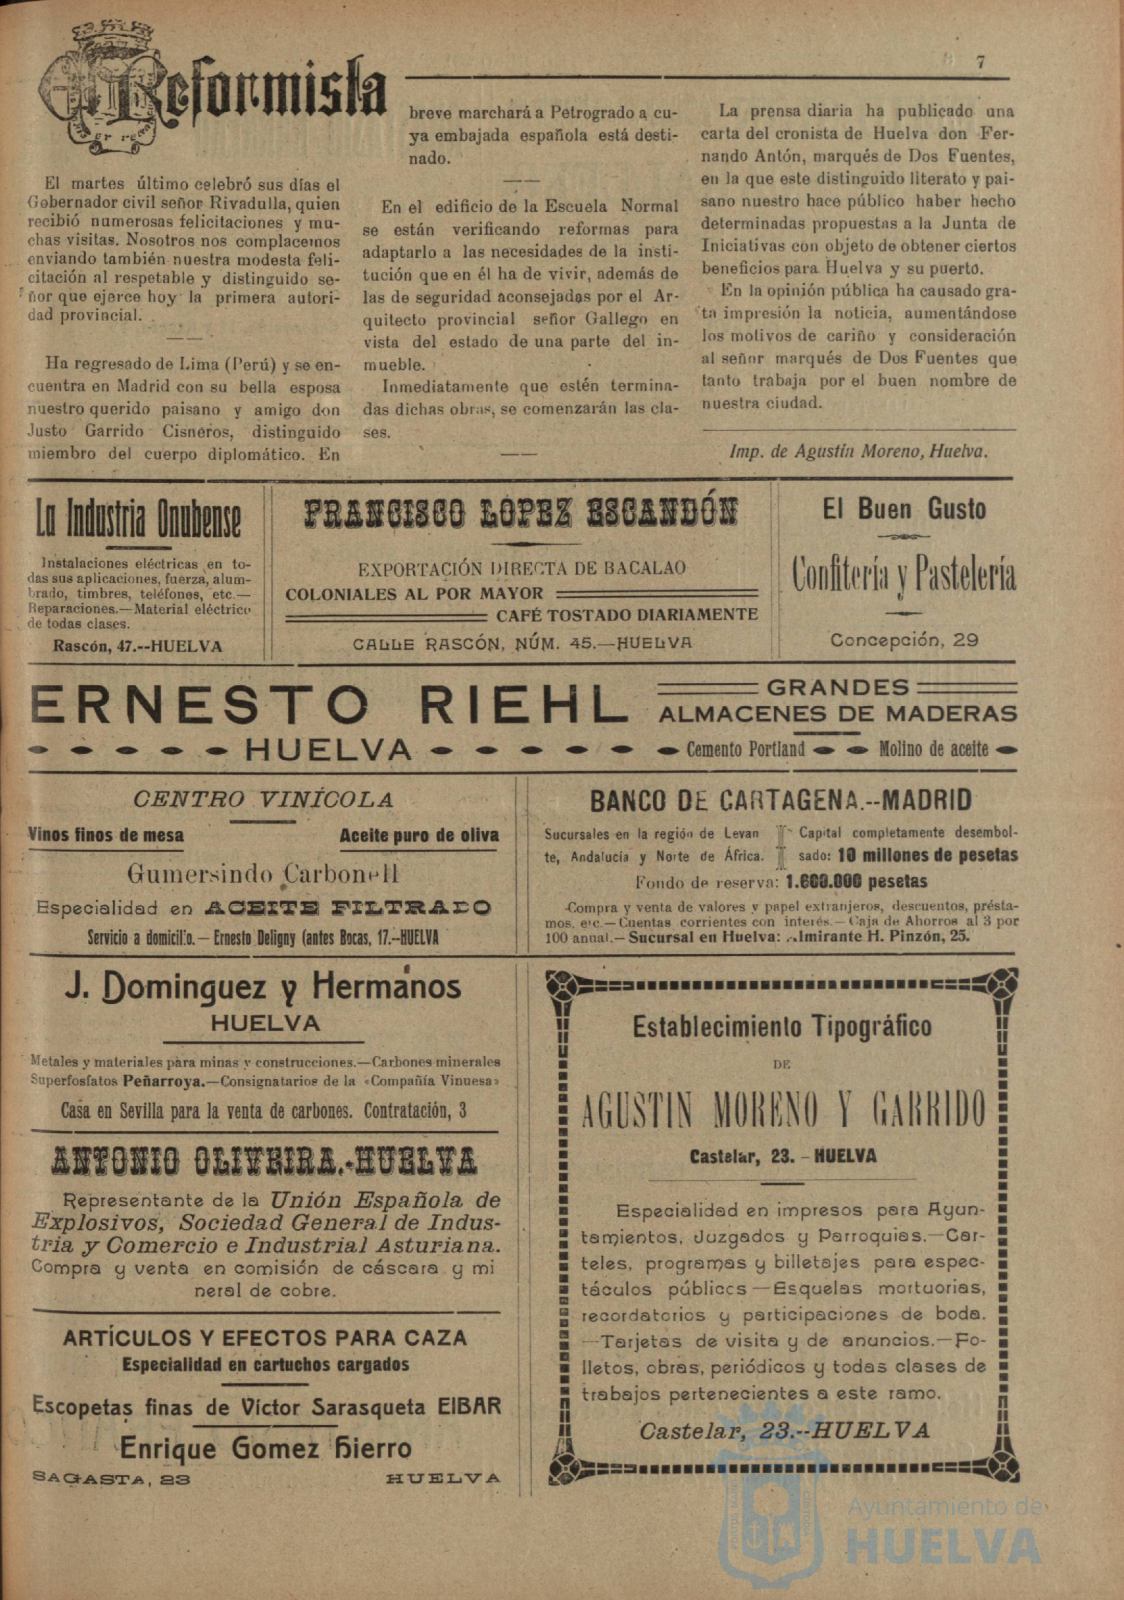 Reformista
7
El martes último celebró sus días el
Gobernador civil señor Rivadulla, quien
recibió numerosas felicitaciones y mu-
chas visitas. Nosotros nos complacemos
enviando también nuestra modesta feli-
citación al respetable y distinguido se-
ñor que ejerce hoy la primera autori-
dad provincial.
Ha regresado de Lima (Perú) y se en-
cuentra en Madrid con su bella esposa
nuestro querido paisano y amigo don
Justo Garrido Cisneros, distinguido
miembro del cuerpo diplomático. En
breve marchará a Petrogrado a cu-
ya embajada española está desti-
nado.
En el edificio de la Escuela Normal
se están verificando reformas para
adaptarlo a las necesidades de la insti-
tución que en él ha de vivir, además de
las de seguridad aconsejadas por el Ar-
quitecto provincial señor Gallego en
vista del estado de una parte del in-
mueble.
Inmediatamente que estén termina-
das dichas obras, se comenzarán las cla-
ses.
La prensa diaria ha publicado una
carta del cronista de Huelva don Fer-
nando Antón, marqués de Dos Fuentes,
en la que este distinguido literato y pai-
sano nuestro hace público haber hecho
determinadas propuestas a la Junta de
Iniciativas con objeto de obtener ciertos
beneficios para Huelva y su puerto.
En la opinión pública ha causado gra-
ta impresión la noticia, aumentándose
los motivos de cariño y consideración
al señor marqués de Dos Fuentes que
tanto trabaja por el buen nombre de
nuestra ciudad.
Imp. de Agustín Moreno, Huelva.
La Industria Onubense
Instalaciones eléctricas en to-
das sus aplicaciones, fuerza, alum-
brado, timbres, teléfonos, etc.—
Reparaciones.—Material eléctrico
de todas clases.
Rascón, 47.--HUELVA
FRANCISCO LOPEZ ESCANDÓN
EXPORTACIÓN DIRECTA DE BACALAO
COLONIALES AL POR MAYOR
CAFÉ TOSTADO DIARIAMENTE
CALLE RASCÓN, NÚM. 45.—HUELVA
El Buen Gusto
Confitería y Pastelería
Concepción, 29
ERNESTO RIEHL
HUELVA
GRANDES
ALMACENES DE MADERAS
Cemento Portland Molino de aceite
CENTRO VINÍCOLA
Vinos finos de mesa Aceite puro de oliva
Gumersindo Carbonell
Especialidad en ACEITE FILTRADO
Servicio a domicilio.— Ernesto Deligny (antes Bocas, 17.--HUELVA
BANCO DE CARTAGENA.--MADRID
Sucursales en la región de Levan
te, Andalucía y Norte de África.
Capital completamente desembol-
sado: 10 millones de pesetas
Fondo de reserva: 1.600.000 pesetas
Compra y venta de valores y papel extranjeros, descuentos, présta-
mos, etc.—Cuentas corrientes con interés.—Caja de Ahorros al 3 por
100 anual.—Sucursal en Huelva: Almirante H. Pinzón, 25.
J. Dominguez y Hermanos
HUELVA
Metales y materiales para minas y construcciones.—Carbones minerales
Superfosfatos Peñarroya.—Consignatarios de la «Compañía Vinuesa»
Casa en Sevilla para la venta de carbones. Contratación, 3
ANTONIO OLIVEIRA.-HUELVA
Representante de la Unión Española de
Explosivos, Sociedad General de Indus-
tria y Comercio e Industrial Asturiana.
Compra y venta en comisión de cáscara y mi
neral de cobre.
ARTÍCULOS Y EFECTOS PARA CAZA
Especialidad en cartuchos cargados
Escopetas finas de Víctor Sarasqueta EIBAR
Enrique Gomez Hierro
SAGASTA, 23 HUELVA
Establecimiento Tipográfico
DE
AGUSTIN MORENO Y GARRIDO
Castelar, 23. - HUELVA
Especialidad en impresos para Ayun-
tamientos, Juzgados y Parroquias.—Car-
teles, programas y billetajes para espec-
táculos públicos—Esquelas mortuorias,
recordatorios y participaciones de boda.
—Tarjetas de visita y de anuncios.—Fo-
lletos, obras, periódicos y todas clases de
trabajos pertenecientes a este ramo.
Castelar, 23.--HUELVA
Ayuntamiento de
HUELVA